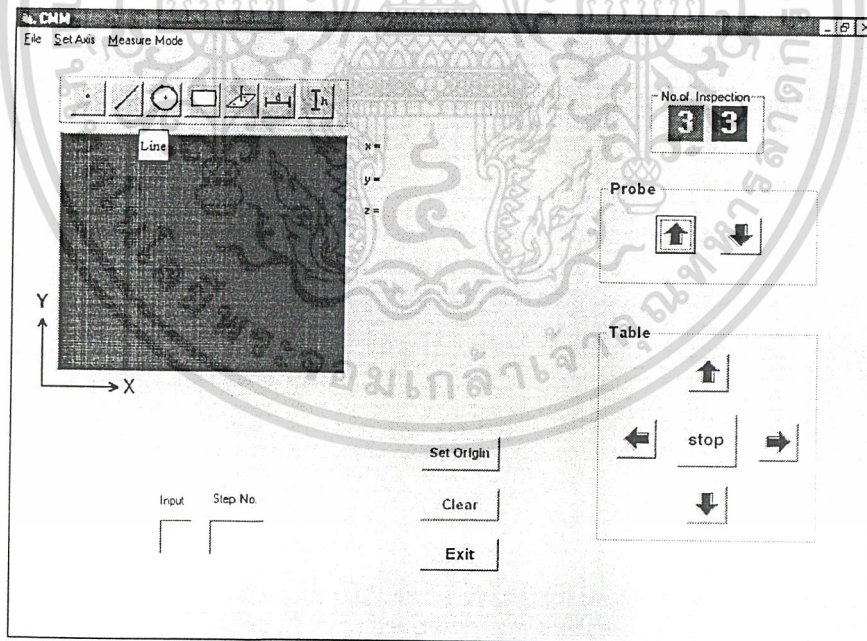 CMM
File Set Axis Measure Mode
d h
No.of Inspection
3 3
Line
x =
y =
z =
Probe
Y
X
Table
stop
Set Origin
Clear
Exit
Input Step No.